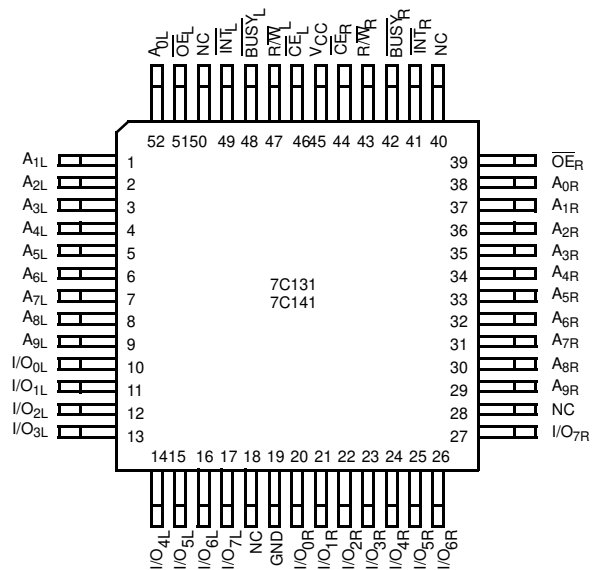 A0L OEL NC INTL BUSYL R/WL CEL VCC CER R/WR BUSYR INTR NC
52 51 50 49 48 47 46 45 44 43 42 41 40
A1L 1 39 OER
A2L 2 38 A0R
A3L 3 37 A1R
A4L 4 36 A2R
A5L 5 35 A3R
A6L 6 34 A4R
7C131
A7L 7 33 A5R
7C141
A8L 8 32 A6R
A9L 9 31 A7R
I/O0L 10 30 A8R
I/O1L 11 29 A9R
I/O2L 12 28 NC
I/O3L 13 27 I/O7R
14 15 16 17 18 19 20 21 22 23 24 25 26
I/O4L I/O5L I/O6L I/O7L NC GND I/O0R I/O1R I/O2R I/O3R I/O4R I/O5R I/O6R